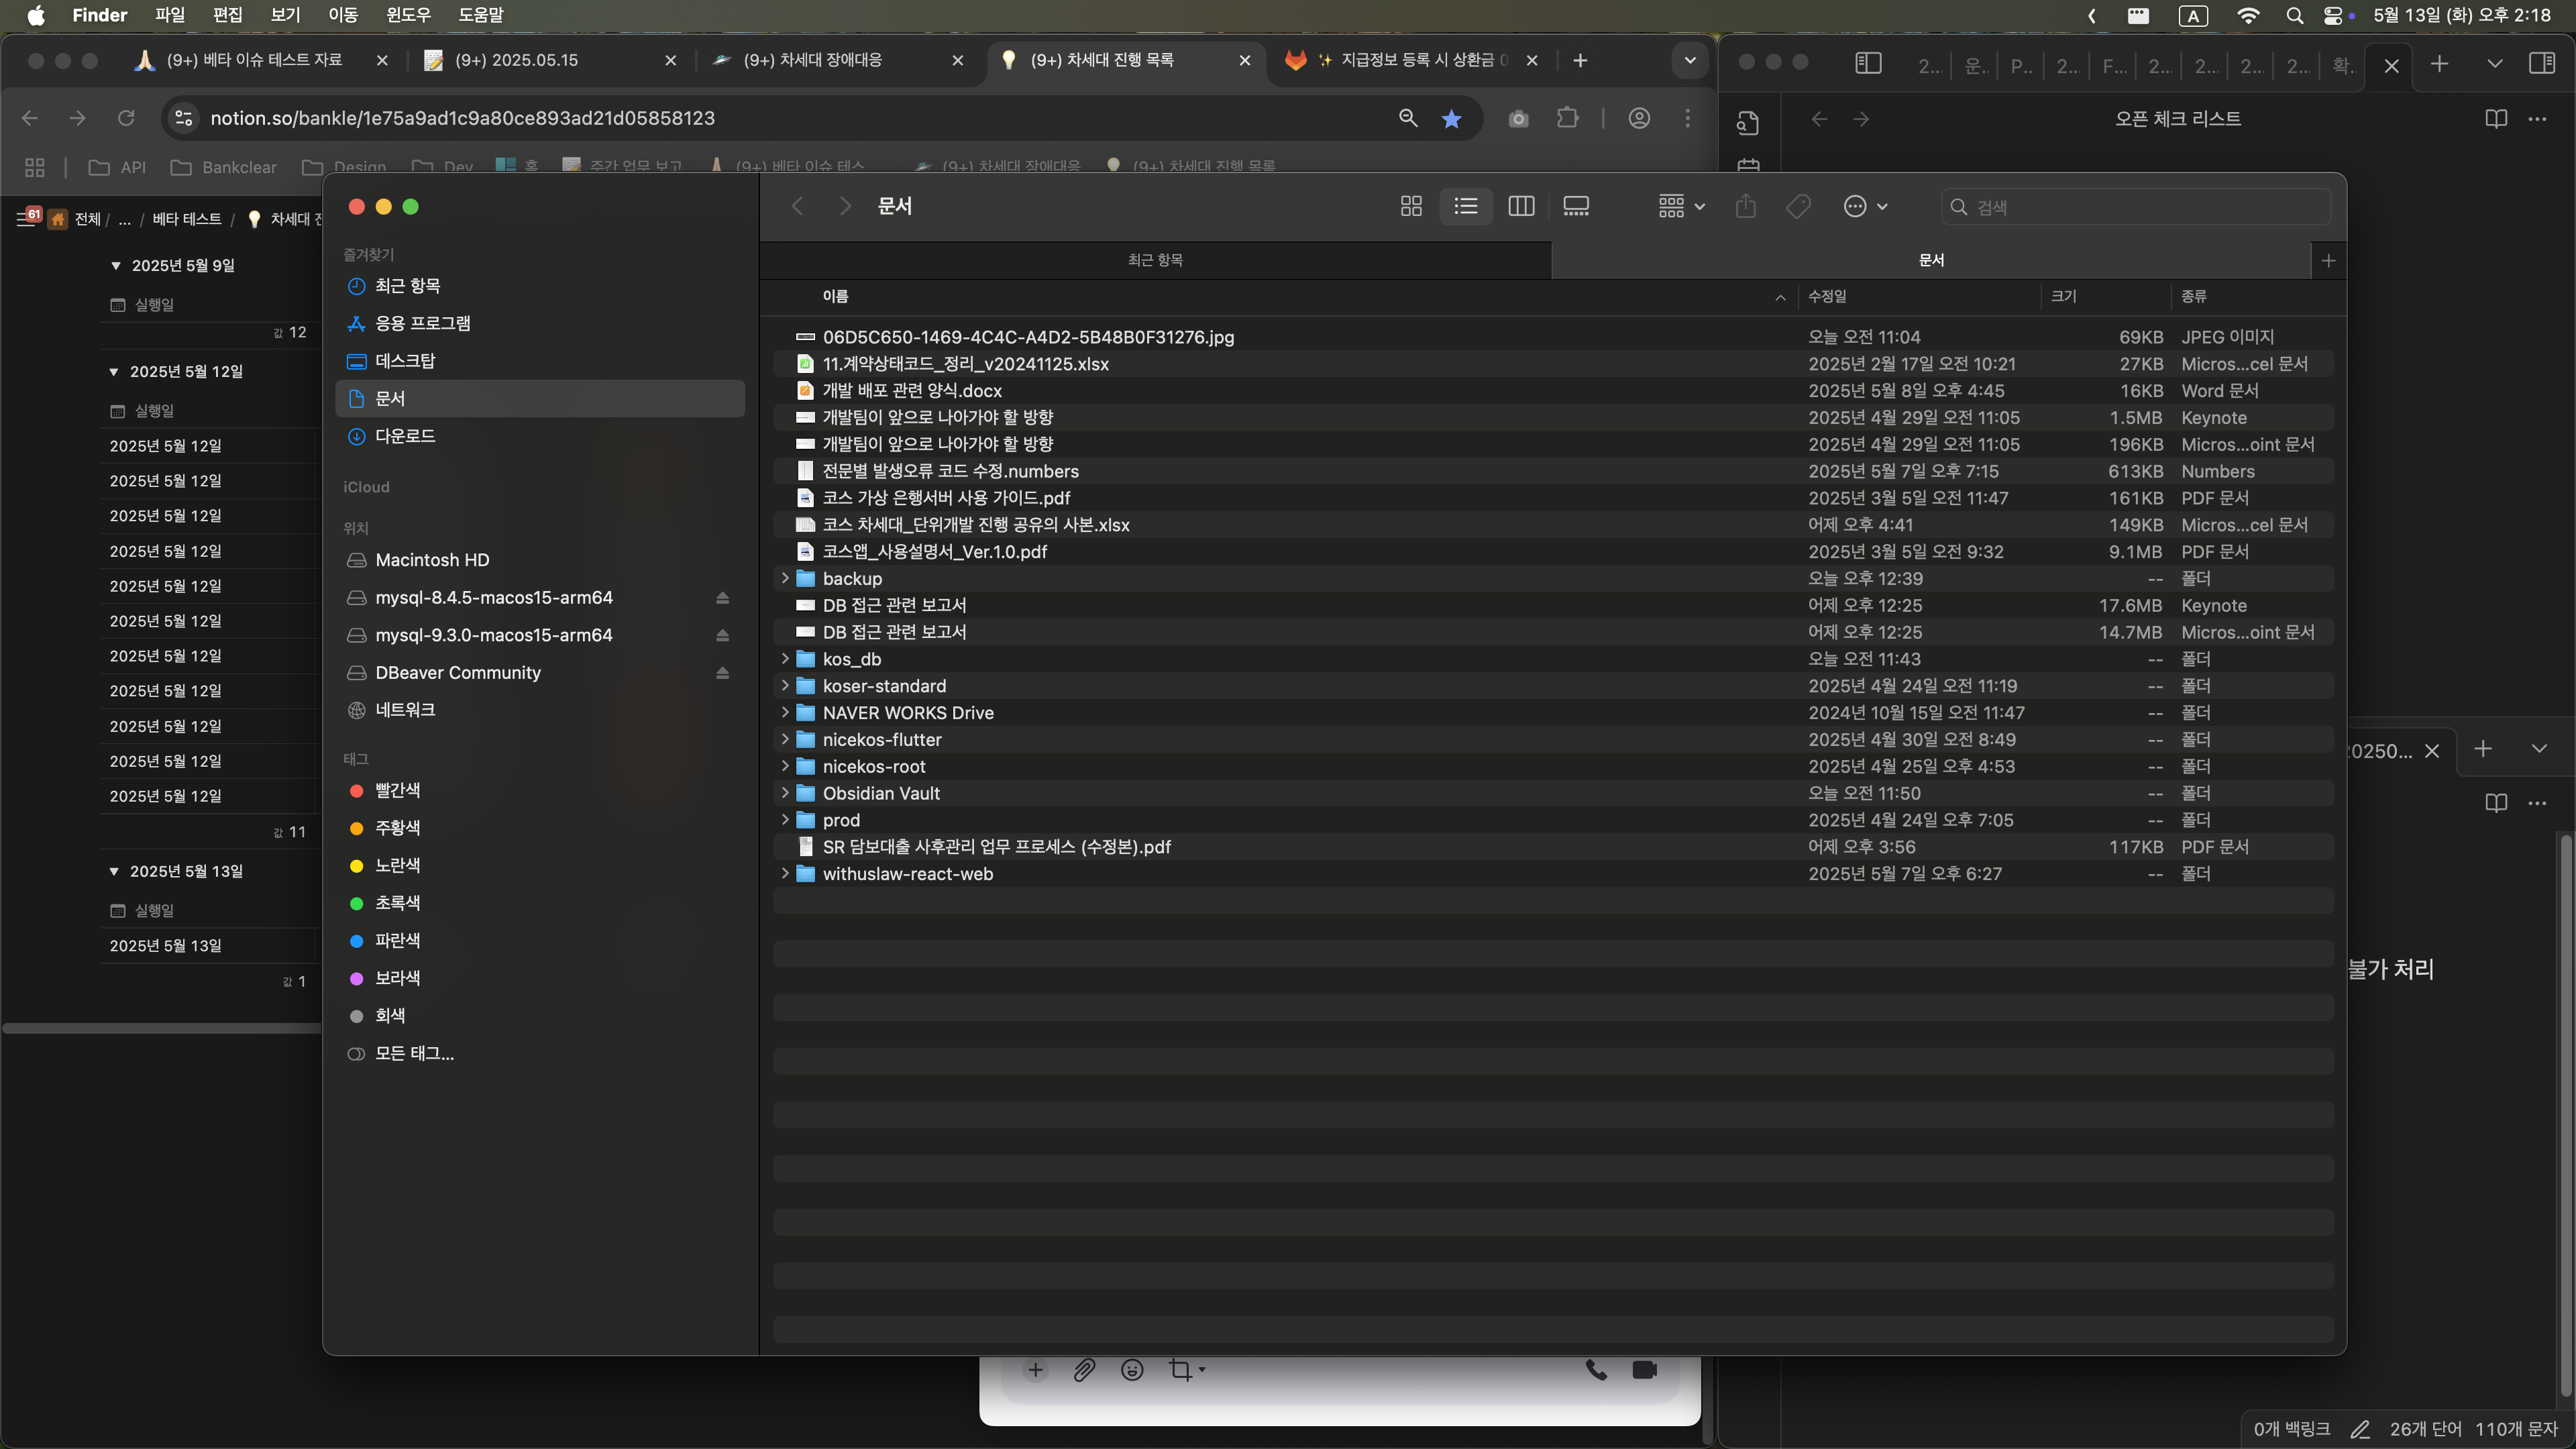 Finder 파일 편집 보기 이동 윈도우 도움말
A 5월 13일 (화) 오후 2:18
(9+) 베타 이슈 테스트 자료
(9+) 2025.05.15
(9+) 차세대 장애대응
(9+) 차세대 진행 목록
✨ 지급정보 등록 시 상환금
2... 운.. P... 2... F... 2... 2... 2... 2... 확..
notion.so/bankle/1e75a9ad1c9a80ce893ad21d05858123
오픈 체크 리스트
API Bankclear Design Dev 홈 주간 업무 보고 (9+) 베타 이슈 테스 (9+) 차세대 장애대응 (9+) 차세대 진행 목록
61 전체 / ... / 베타 테스트 / 차세대
2025년 5월 9일
실행일
값 12
2025년 5월 12일
실행일
2025년 5월 12일
2025년 5월 12일
2025년 5월 12일
2025년 5월 12일
2025년 5월 12일
2025년 5월 12일
2025년 5월 12일
2025년 5월 12일
2025년 5월 12일
2025년 5월 12일
2025년 5월 12일
값 11
2025년 5월 13일
실행일
2025년 5월 13일
값 1
즐겨찾기
최근 항목
응용 프로그램
데스크탑
문서
다운로드
iCloud
위치
Macintosh HD
mysql-8.4.5-macos15-arm64
mysql-9.3.0-macos15-arm64
DBeaver Community
네트워크
태그
빨간색
주황색
노란색
초록색
파란색
보라색
회색
모든 태그...
문서
검색
최근 항목 문서
이름 수정일 크기 종류
06D5C650-1469-4C4C-A4D2-5B48B0F31276.jpg 오늘 오전 11:04 69KB JPEG 이미지
11.계약상태코드_정리_v20241125.xlsx 2025년 2월 17일 오전 10:21 27KB Micros...cel 문서
개발 배포 관련 양식.docx 2025년 5월 8일 오후 4:45 16KB Word 문서
개발팀이 앞으로 나아가야 할 방향 2025년 4월 29일 오전 11:05 1.5MB Keynote
개발팀이 앞으로 나아가야 할 방향 2025년 4월 29일 오전 11:05 196KB Micros...oint 문서
전문별 발생오류 코드 수정.numbers 2025년 5월 7일 오후 7:15 613KB Numbers
코스 가상 은행서버 사용 가이드.pdf 2025년 3월 5일 오전 11:47 161KB PDF 문서
코스 차세대_단위개발 진행 공유의 사본.xlsx 어제 오후 4:41 149KB Micros...cel 문서
코스앱_사용설명서_Ver.1.0.pdf 2025년 3월 5일 오전 9:32 9.1MB PDF 문서
backup 오늘 오후 12:39 -- 폴더
DB 접근 관련 보고서 어제 오후 12:25 17.6MB Keynote
DB 접근 관련 보고서 어제 오후 12:25 14.7MB Micros...oint 문서
kos_db 오늘 오전 11:43 -- 폴더
koser-standard 2025년 4월 24일 오전 11:19 -- 폴더
NAVER WORKS Drive 2024년 10월 15일 오전 11:47 -- 폴더
nicekos-flutter 2025년 4월 30일 오전 8:49 -- 폴더
nicekos-root 2025년 4월 25일 오후 4:53 -- 폴더
Obsidian Vault 오늘 오전 11:50 -- 폴더
prod 2025년 4월 24일 오후 7:05 -- 폴더
SR 담보대출 사후관리 업무 프로세스 (수정본).pdf 어제 오후 3:56 117KB PDF 문서
withuslaw-react-web 2025년 5월 7일 오후 6:27 -- 폴더
20250...
불가 처리
0개 백링크 26개 단어 110개 문자